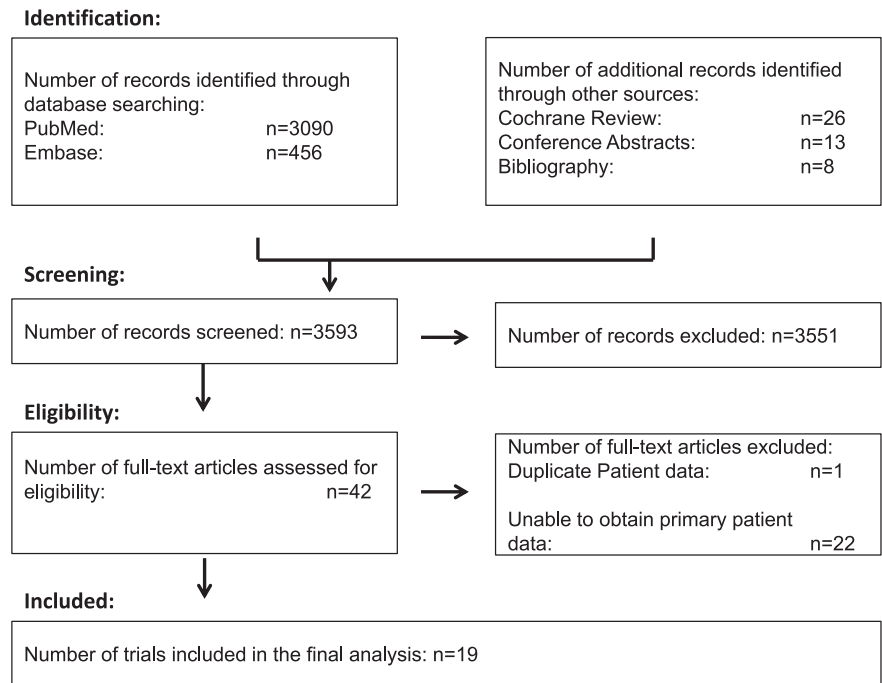 Identification:
Number of records identified through
database searching:
PubMed: n=3090
Embase: n=456
Number of additional records identified
through other sources:
Cochrane Review: n=26
Conference Abstracts: n=13
Bibliography: n=8
Screening:
Number of records screened: n=3593
Number of records excluded: n=3551
Eligibility:
Number of full-text articles assessed for
eligibility: n=42
Number of full-text articles excluded:
Duplicate Patient data: n=1
Unable to obtain primary patient
data: n=22
Included:
Number of trials included in the final analysis: n=19